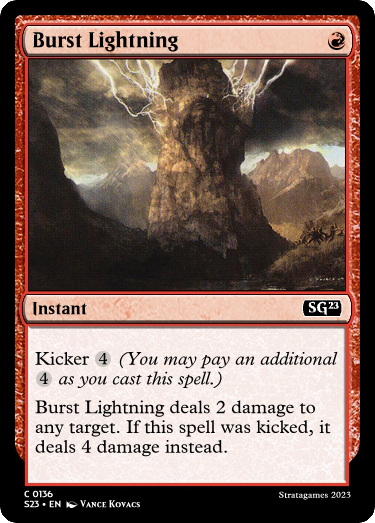 Burst Lightning
Instant
SG23
Kicker 4 (You may pay an additional
4 as you cast this spell.)
Burst Lightning deals 2 damage to
any target. If this spell was kicked, it
deals 4 damage instead.
C 0136
S23 • EN Vance Kovacs
Stratagames 2023